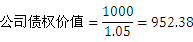 公司债权价值 = 1000/1.05 = 952.38